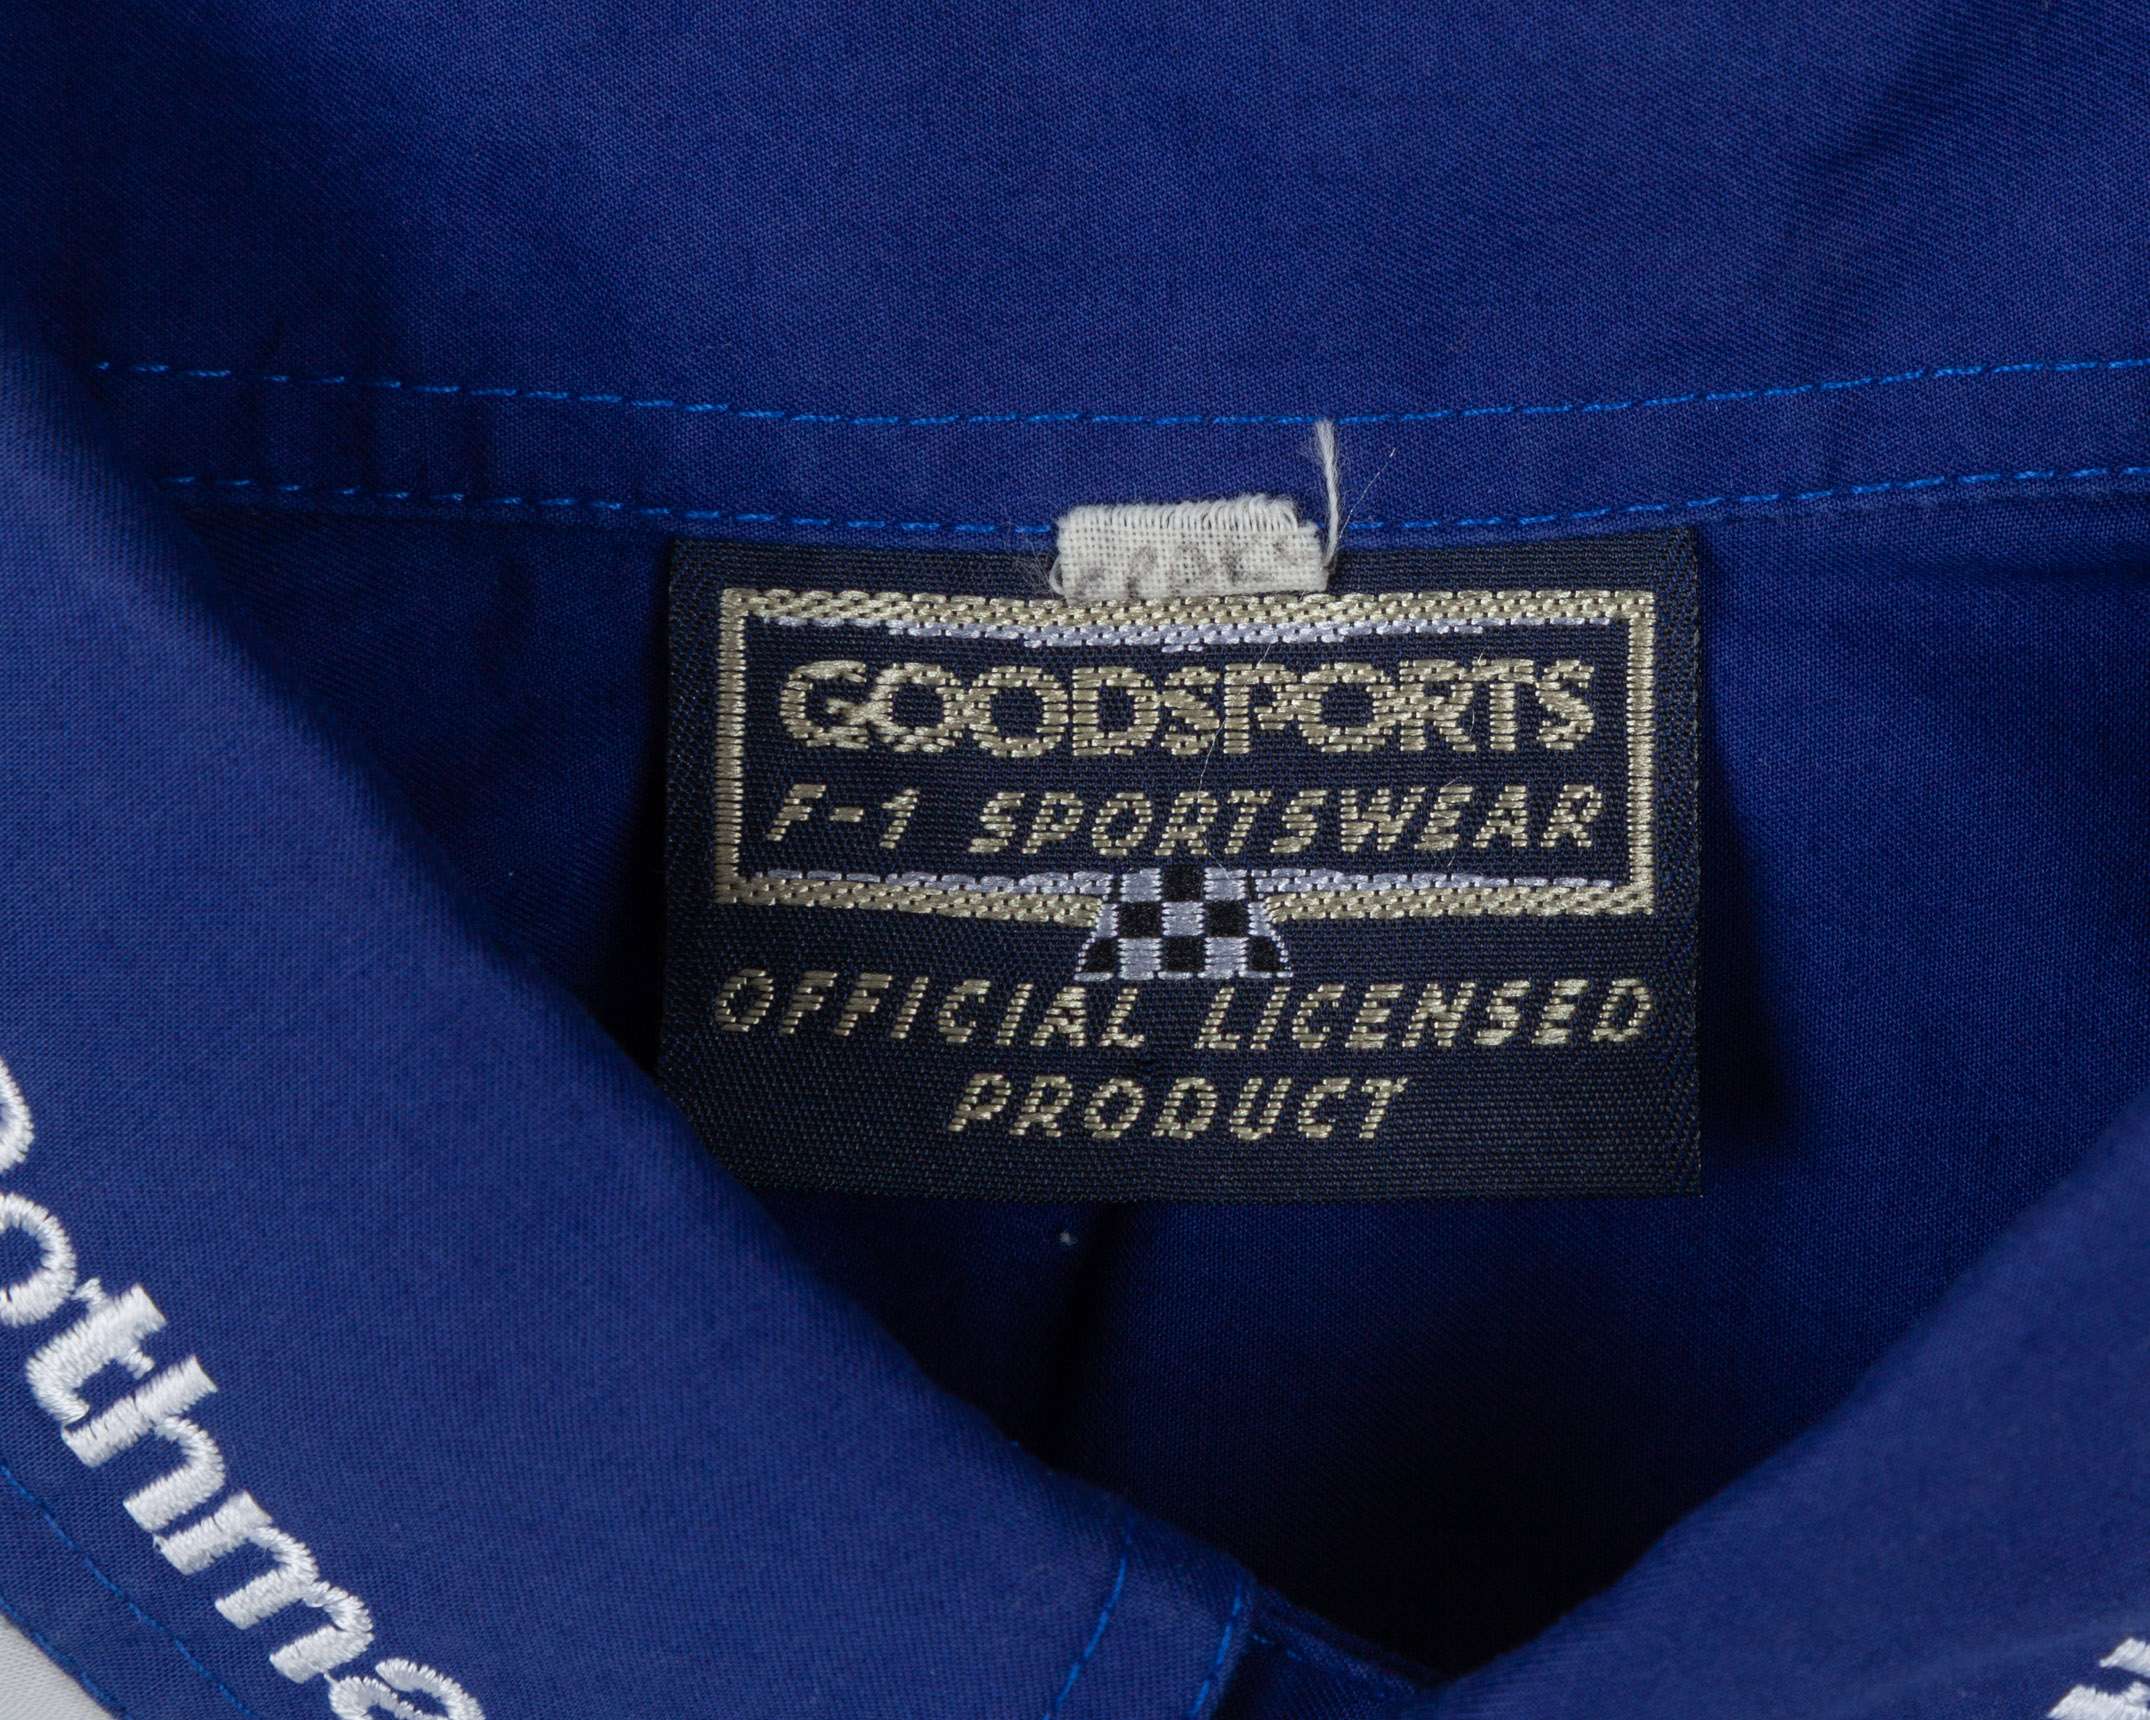 GOODSPORTS
F-1 SPORTSWEAR
OFFICIAL LICENSED
PRODUCT